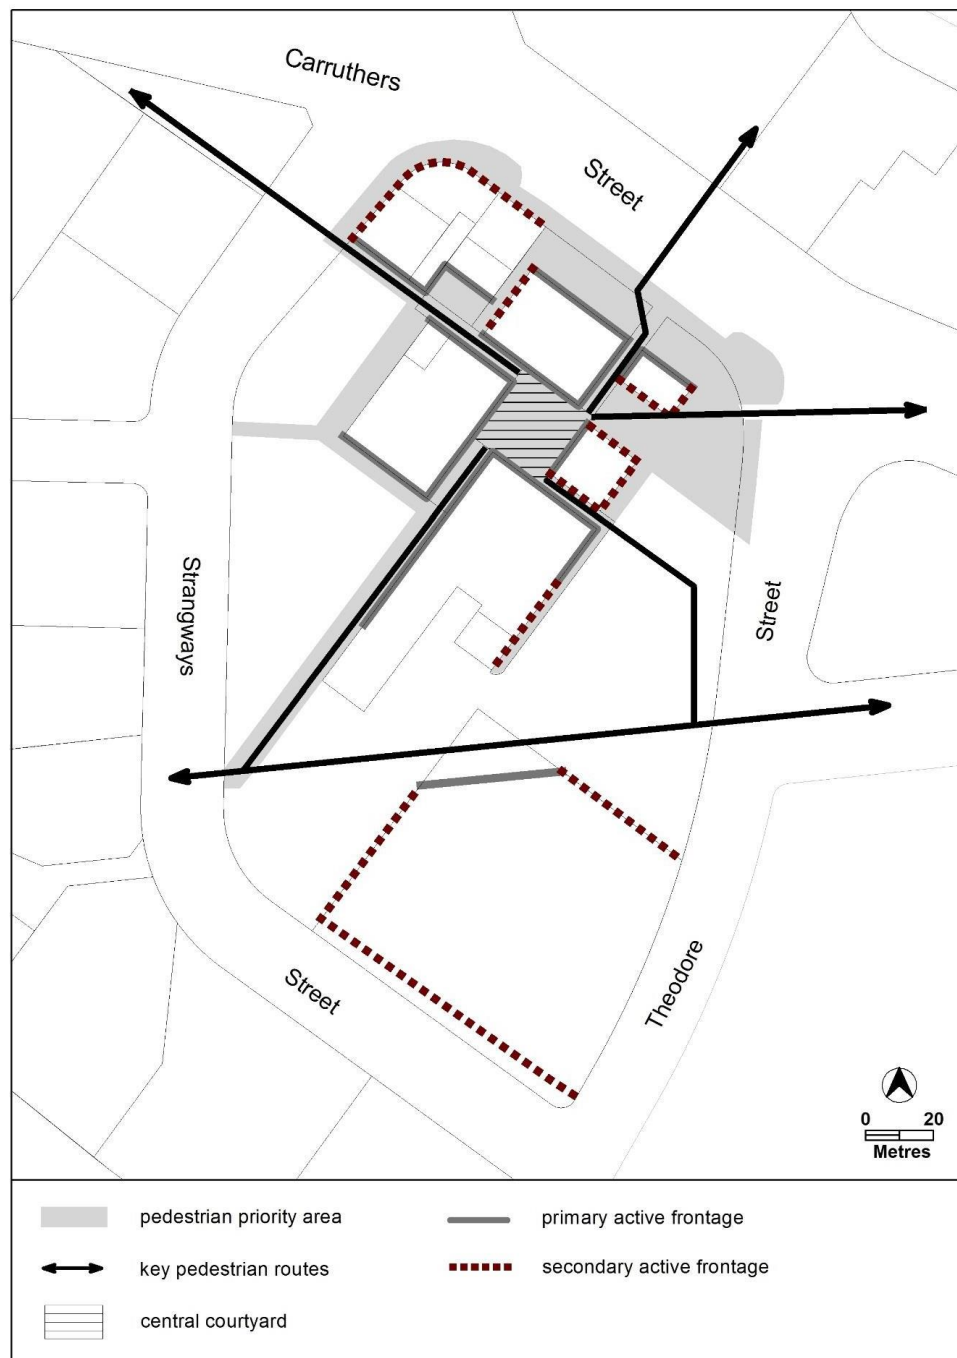 Carruthers
Street
Strangways
Street
Street
Theodore
0 20
Metres
pedestrian priority area
primary active frontage
key pedestrian routes
secondary active frontage
central courtyard